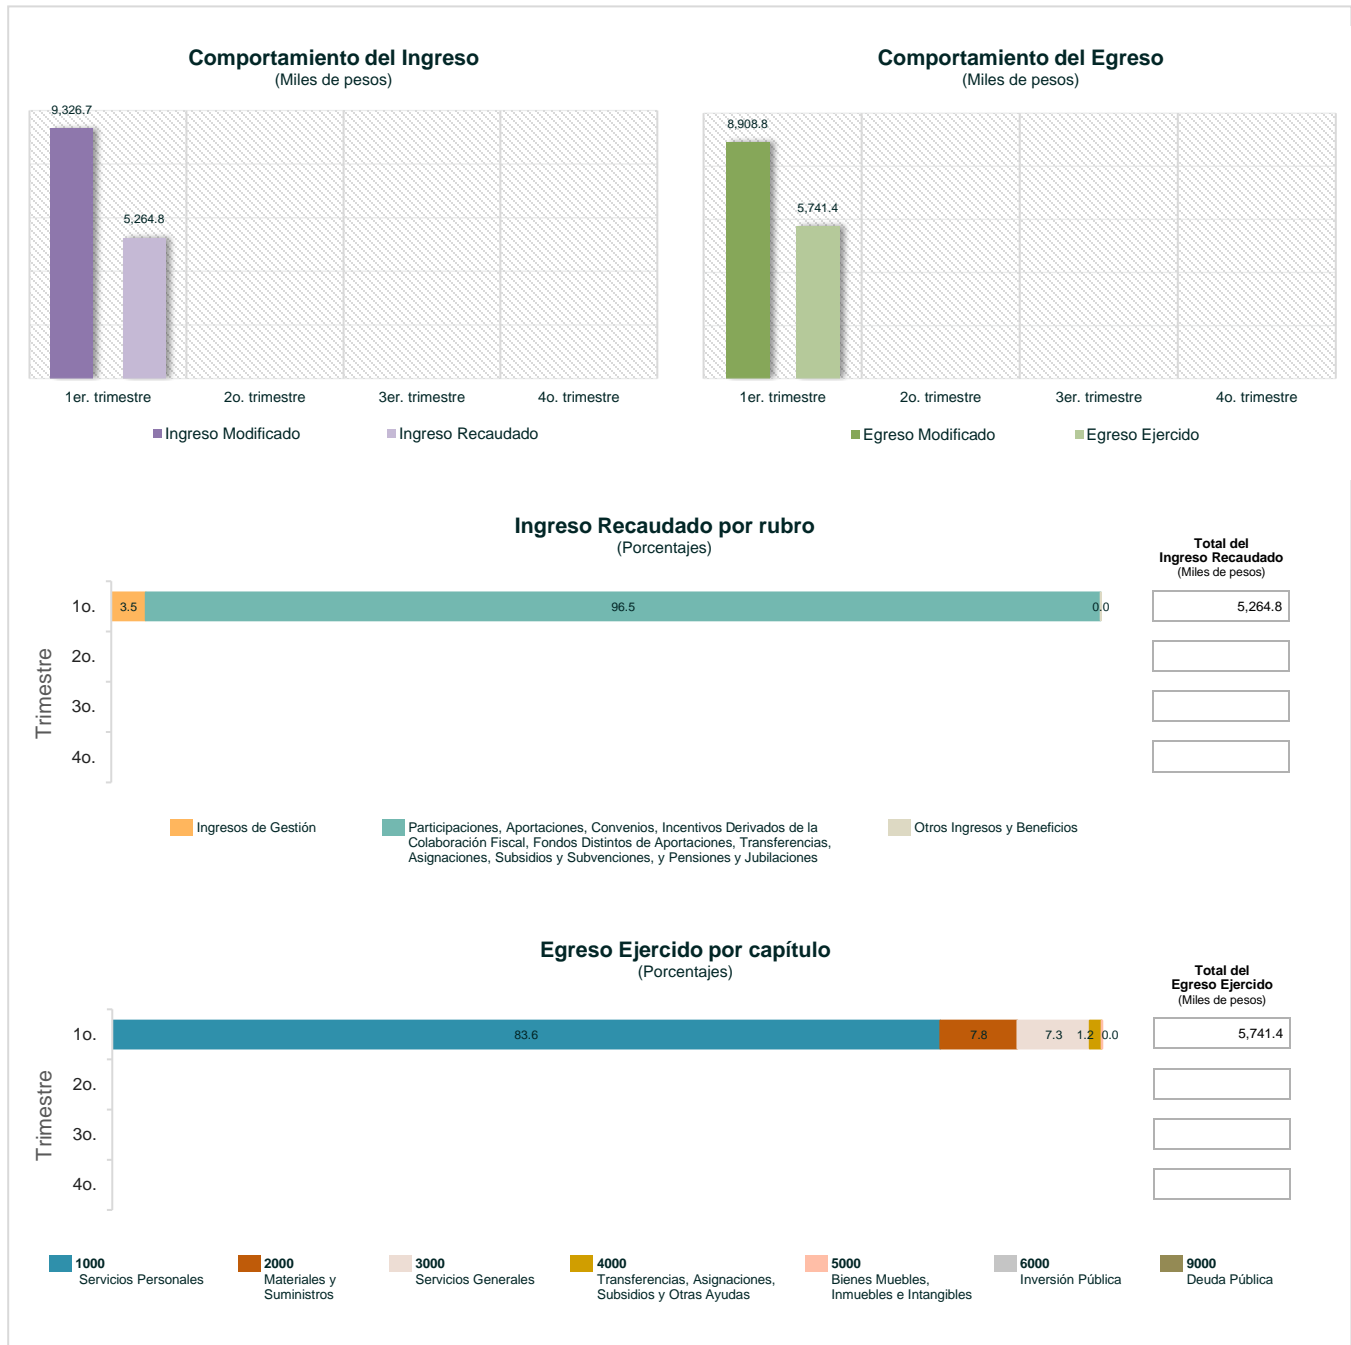 Comportamiento del Ingreso
(Miles de pesos)
9,326.7
5,264.8
1er. trimestre 2o. trimestre 3er. trimestre 4o. trimestre
Ingreso Modificado Ingreso Recaudado
Comportamiento del Egreso
(Miles de pesos)
8,908.8
5,741.4
1er. trimestre 2o. trimestre 3er. trimestre 4o. trimestre
Egreso Modificado Egreso Ejercido
Ingreso Recaudado por rubro
(Porcentajes)
Total del
Ingreso Recaudado
(Miles de pesos)
Trimestre
1o. 3.5 96.5 0.0 5,264.8
2o.
3o.
4o.
Ingresos de Gestión
Participaciones, Aportaciones, Convenios, Incentivos Derivados de la
Colaboración Fiscal, Fondos Distintos de Aportaciones, Transferencias,
Asignaciones, Subsidios y Subvenciones, y Pensiones y Jubilaciones
Otros Ingresos y Beneficios
Egreso Ejercido por capítulo
(Porcentajes)
Total del
Egreso Ejercido
(Miles de pesos)
Trimestre
1o. 83.6 7.8 7.3 1.2 0.0 5,741.4
2o.
3o.
4o.
1000
Servicios Personales
2000
Materiales y
Suministros
3000
Servicios Generales
4000
Transferencias, Asignaciones,
Subsidios y Otras Ayudas
5000
Bienes Muebles,
Inmuebles e Intangibles
6000
Inversión Pública
9000
Deuda Pública